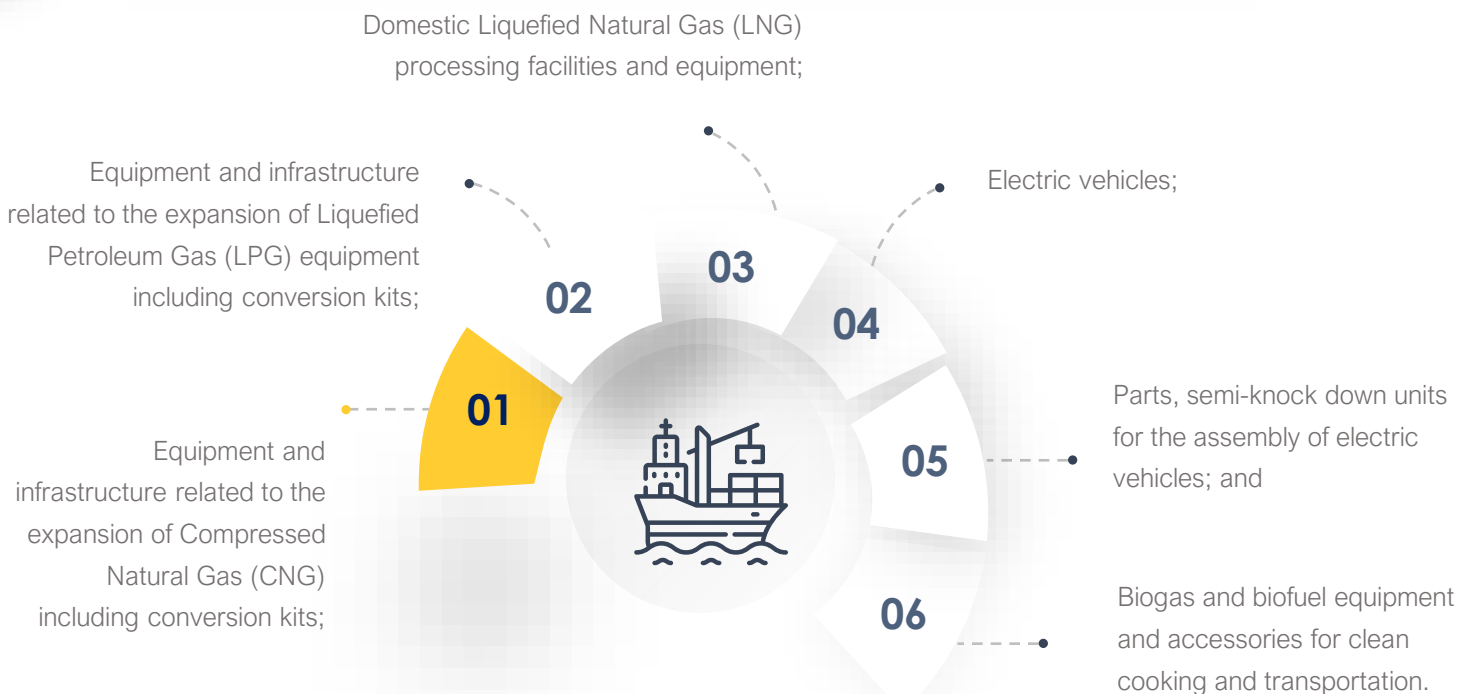 01
Equipment and
infrastructure related to the
expansion of Compressed
Natural Gas (CNG)
including conversion kits;
02
Equipment and infrastructure
related to the expansion of Liquefied
Petroleum Gas (LPG) equipment
including conversion kits;
03
Domestic Liquefied Natural Gas (LNG)
processing facilities and equipment;
04
Electric vehicles;
05
Parts, semi-knock down units
for the assembly of electric
vehicles; and
06
Biogas and biofuel equipment
and accessories for clean
cooking and transportation.